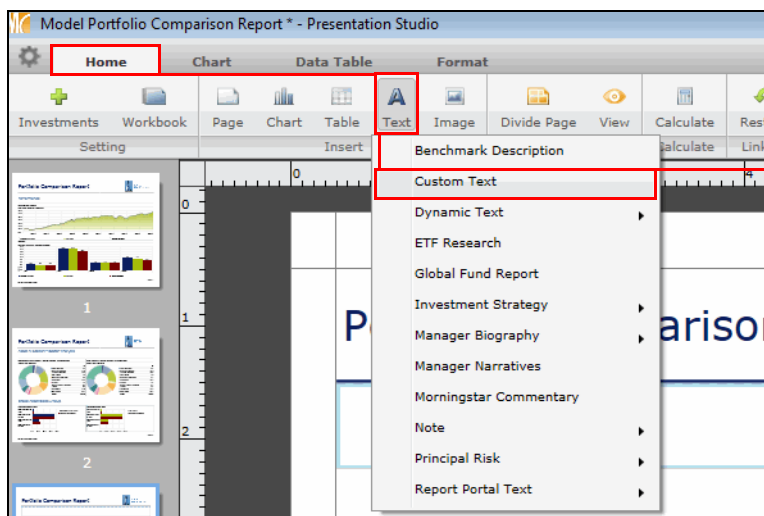 Model Portfolio Comparison Report * - Presentation Studio
Home Chart Data Table Format
Investments Workbook Page Chart Table Text Image Divide Page View Calculate Res
Setting Insert alculate Link
Benchmark Description
Custom Text
Dynamic Text
ETF Research
Global Fund Report
Investment Strategy
Manager Biography
Manager Narratives
Morningstar Commentary
Note
Principal Risk
Report Portal Text
0 4
0
1
2
Portfolio Comparison Report
1
Portfolio Comparison Report
2
Portfolio Comparison Report
P ariso